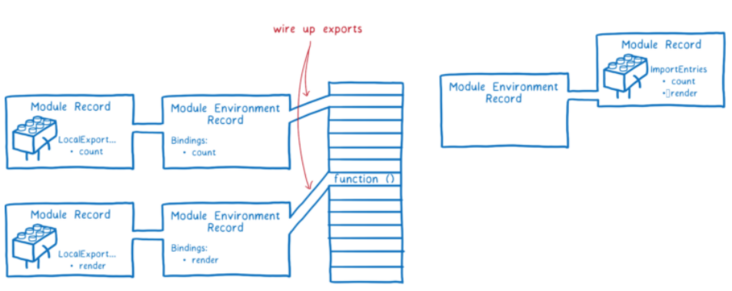 wire up exports
Module Record
LocalExport...
• count
Module Environment
Record
Bindings:
• count
Module Record
LocalExport...
• render
Module Environment
Record
Bindings:
• render
function ()
Module Environment
Record
Module Record
ImportEntries
• count
•▯render